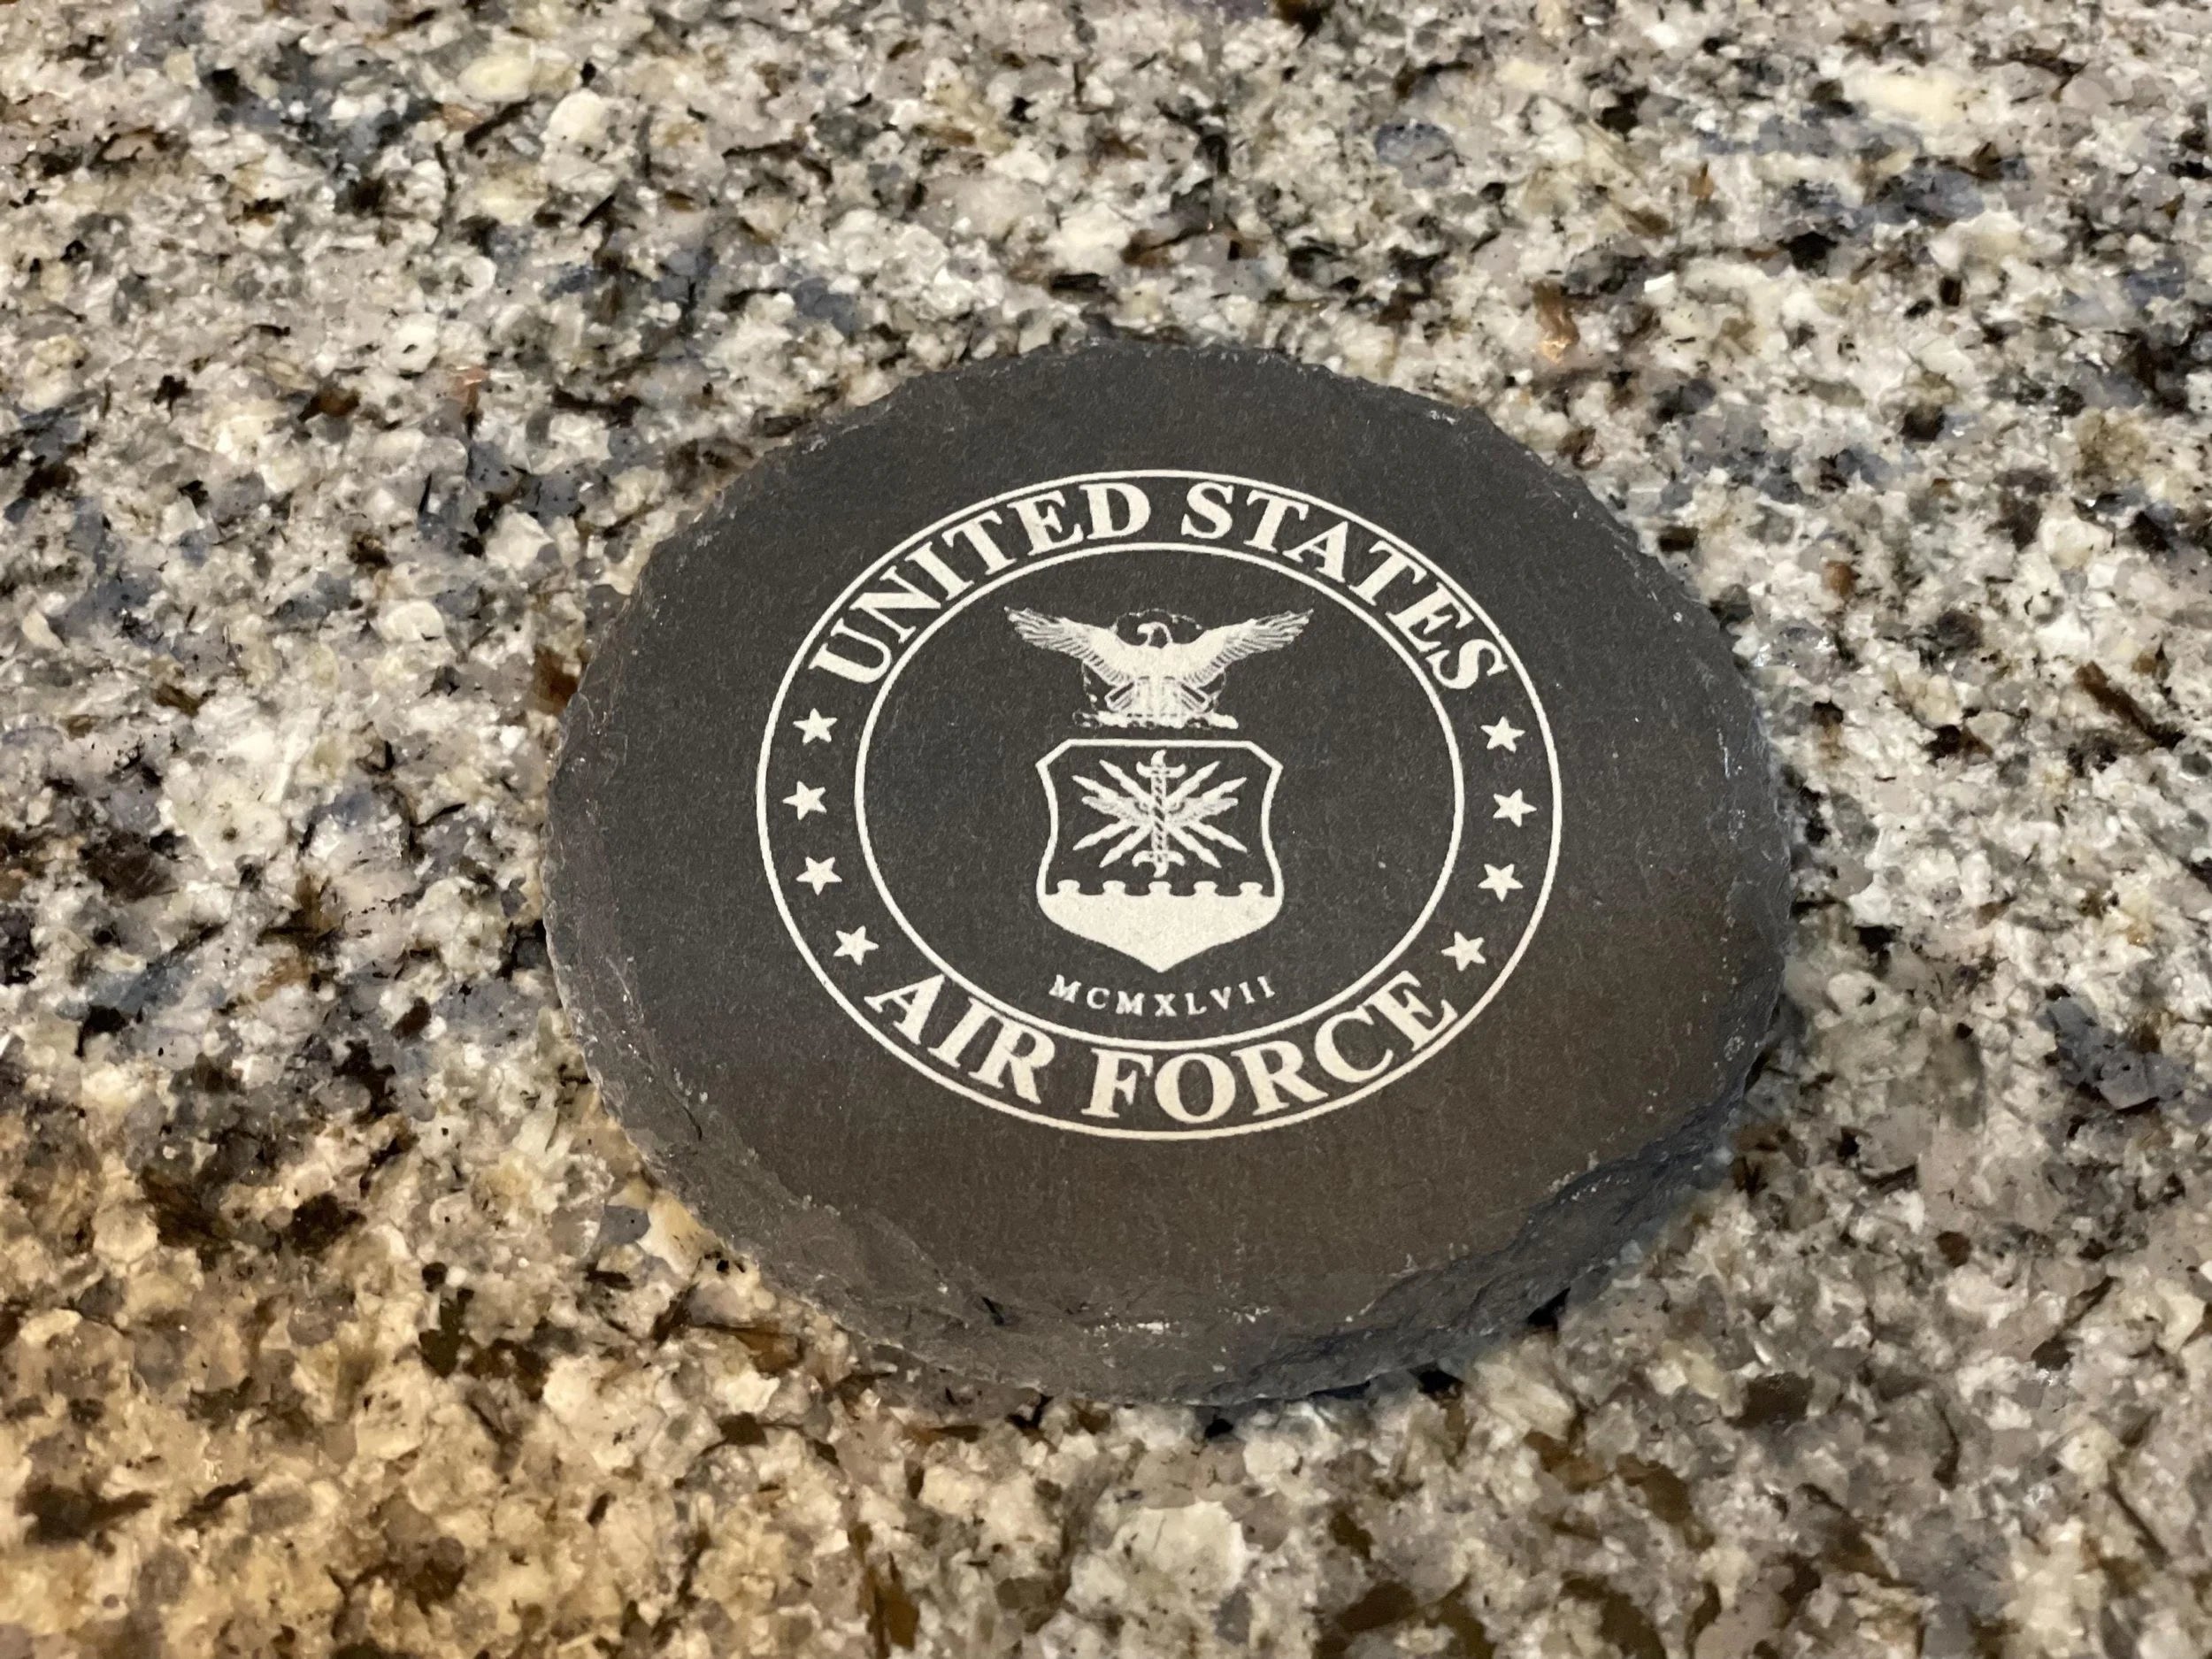 UNITED STATES
MCMXLVII
AIR FORCE